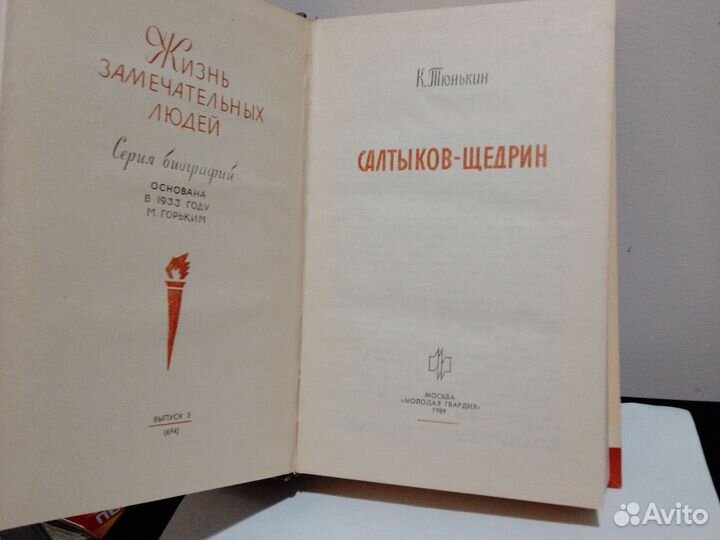 Жизнь
ЗАМЕЧАТЕЛЬНЫХ
ЛЮДЕЙ
Серия биографий
ОСНОВАНА
В 1933 ГОДУ
М. ГОРЬКИМ
ВЫПУСК 3
(694)
К. Тюнькин
САЛТЫКОВ-ЩЕДРИН
МОСКВА
«МОЛОДАЯ ГВАРДИЯ»
1989
Avito